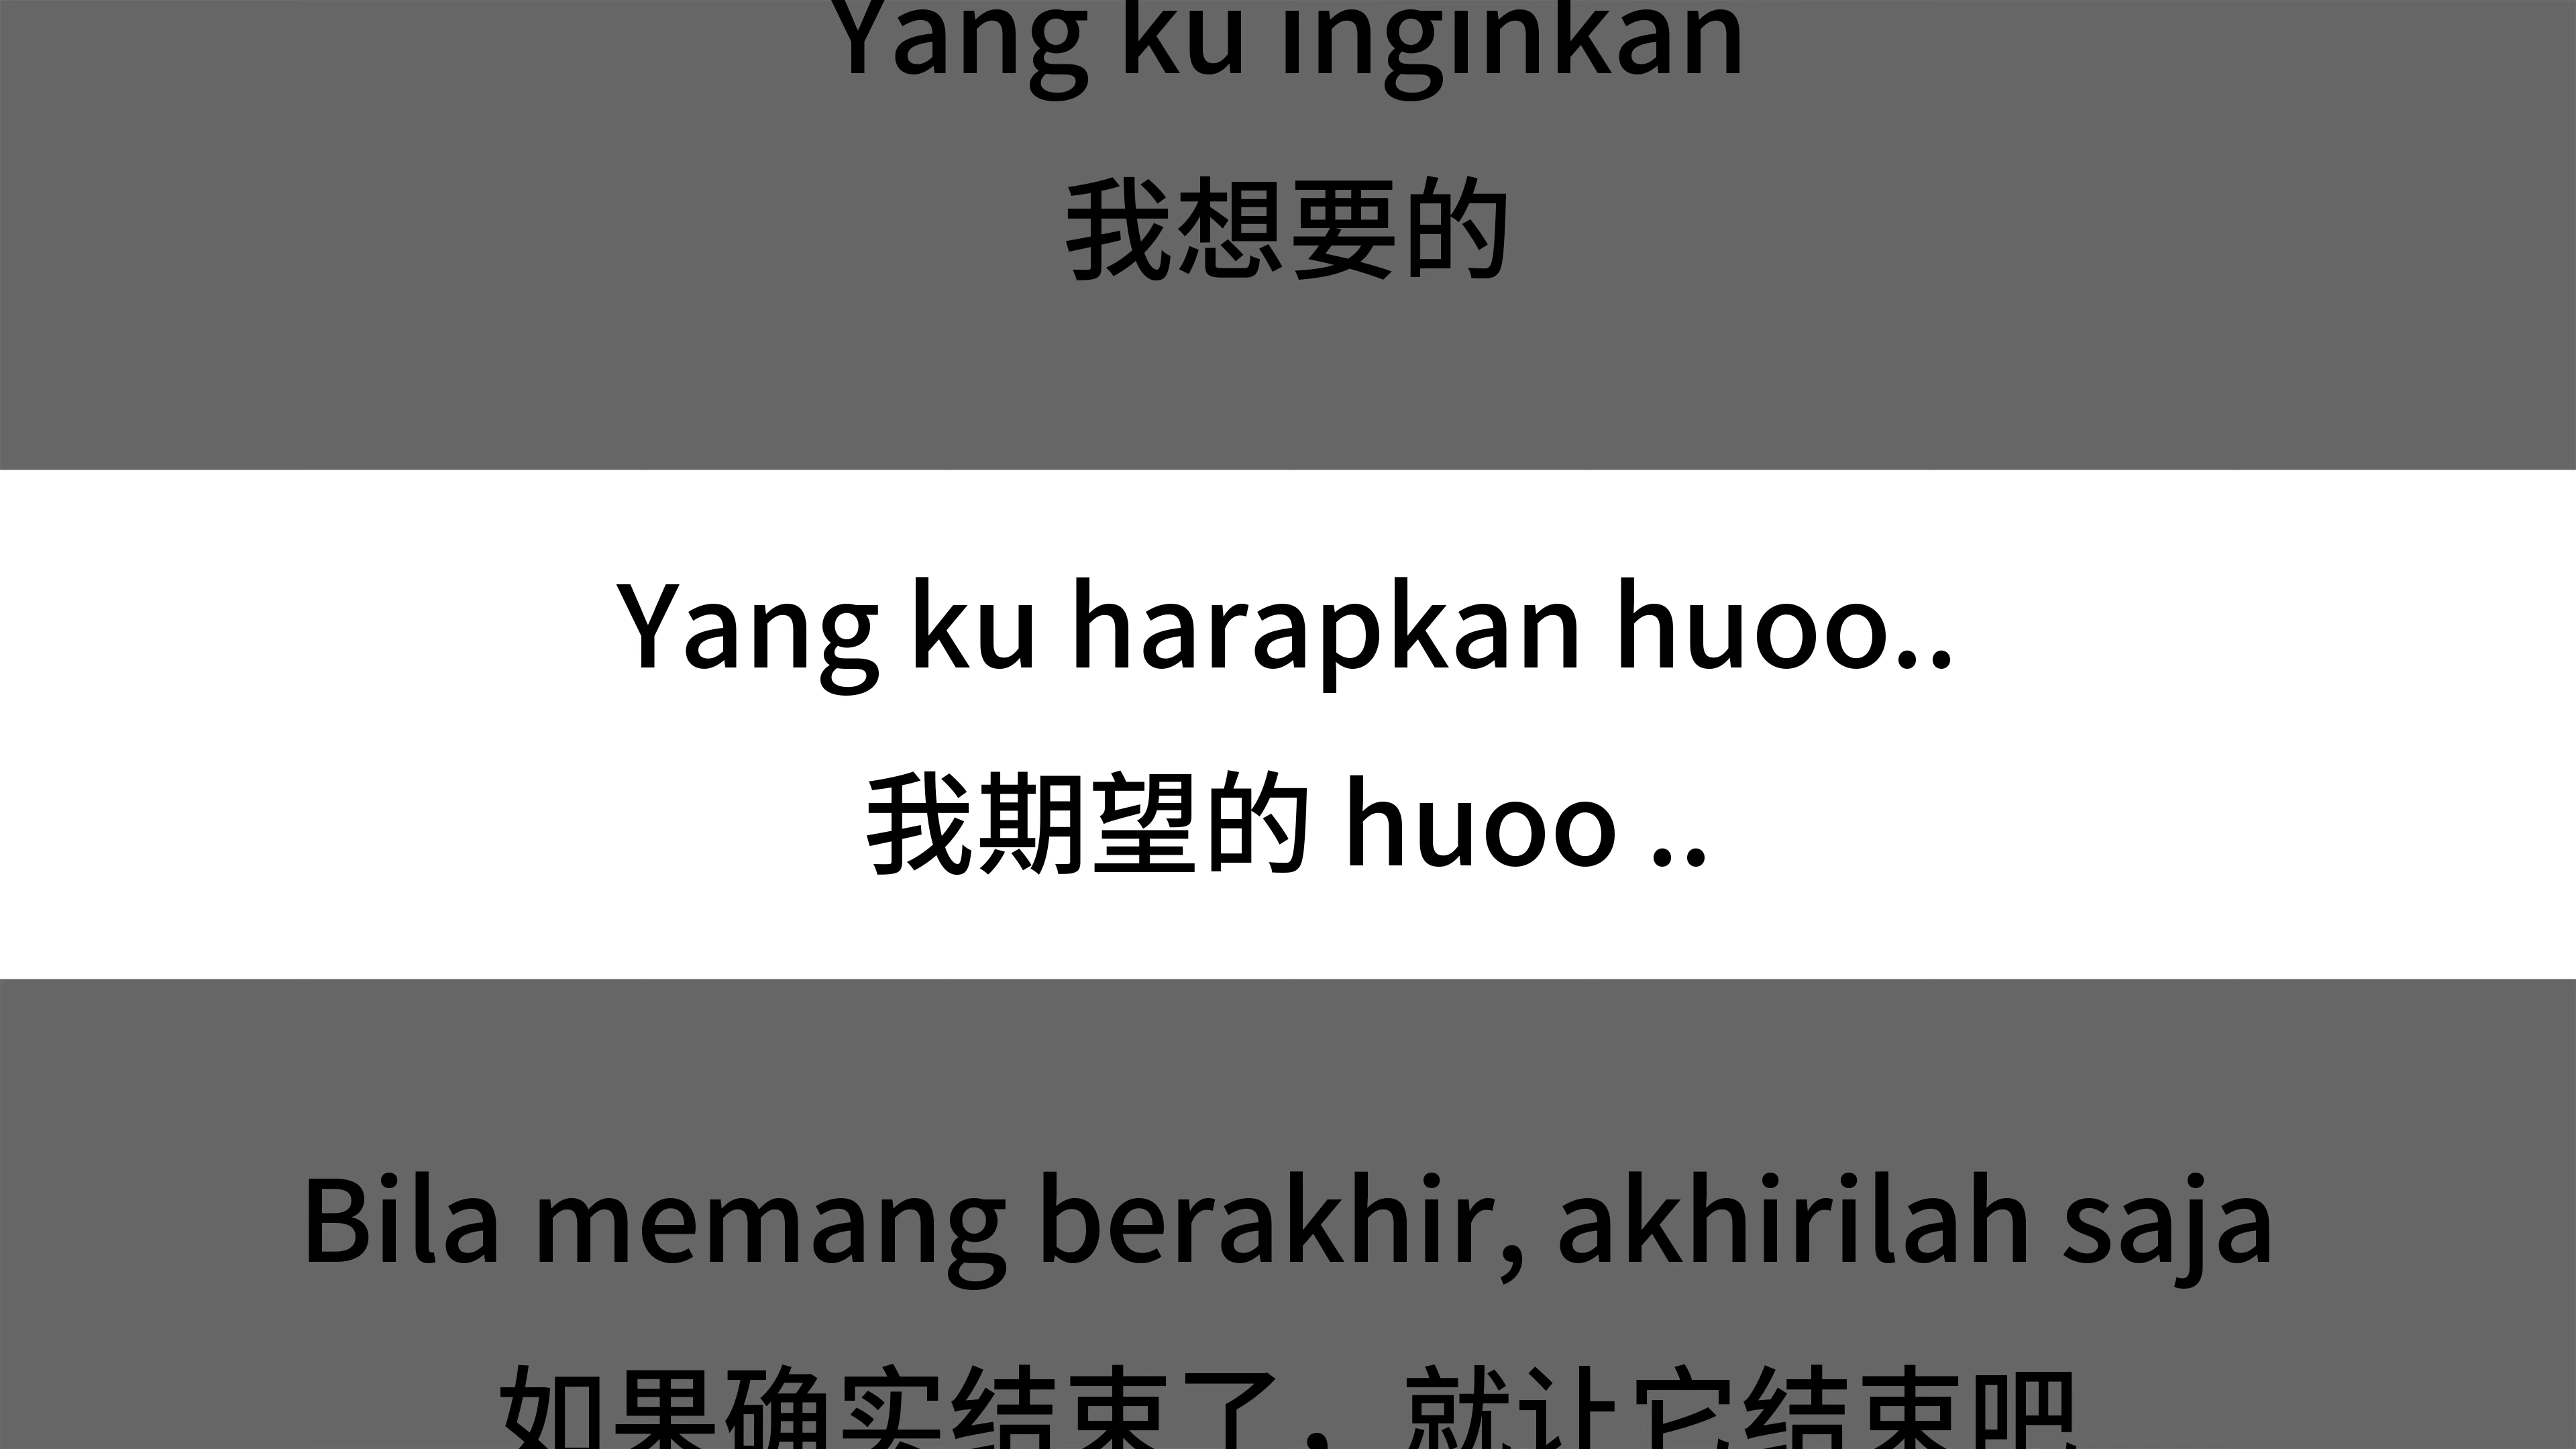 Yang ku inginkan
我想要的
Yang ku harapkan huoo..
我期望的 huoo ..
Bila memang berakhir, akhirilah saja
如果确实结束了，就让它结束吧